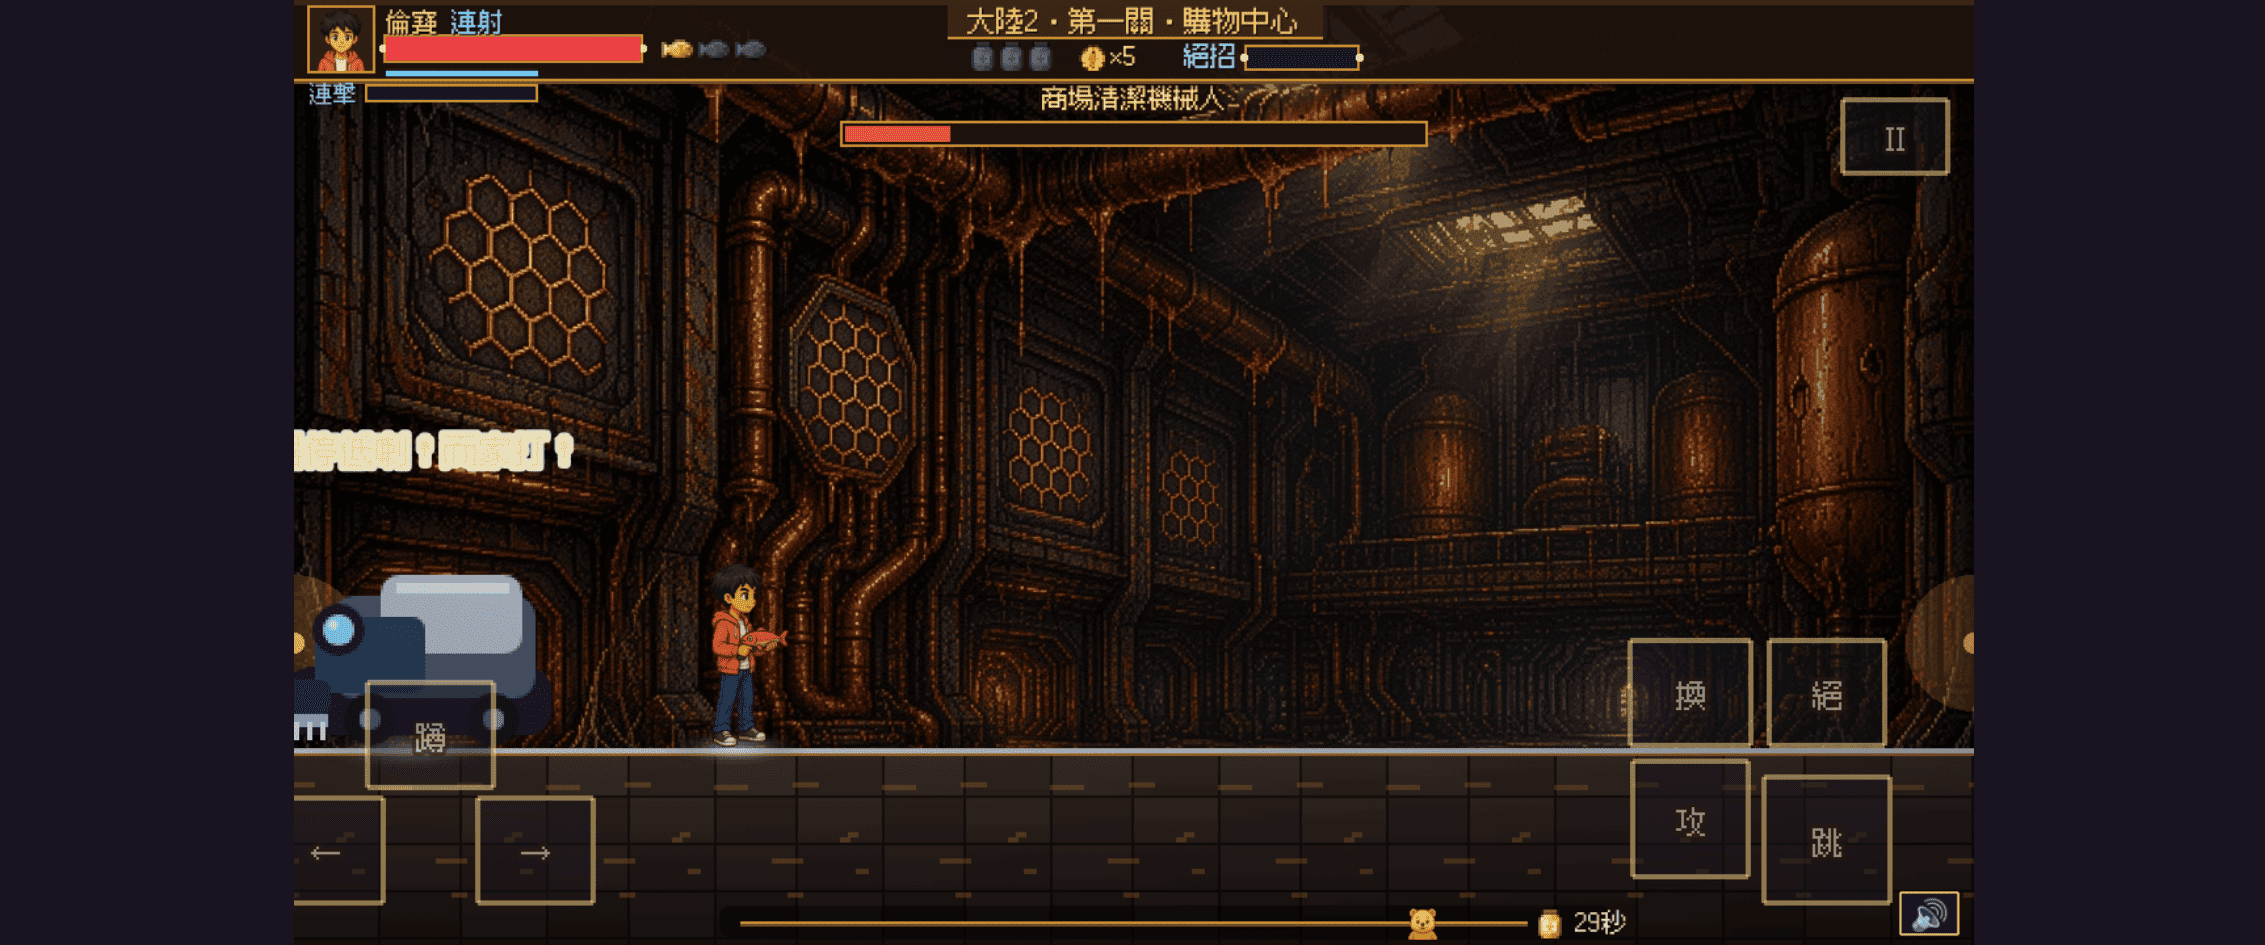 倫寶 連射
大陸2・第一關・購物中心
×5 絕招
連擊
商場清潔機械人
II
換 絕
蹲
攻
跳
← →
29秒